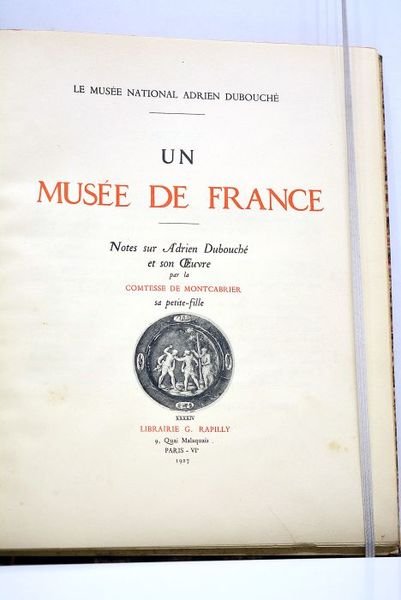 LE MUSÉE NATIONAL ADRIEN DUBOUCHÉ
UN
MUSÉE DE FRANCE
Notes sur Adrien Dubouché
et son Œuvre
par la
COMTESSE DE MONTCABRIER
sa petite-fille
XXXXIV
LIBRAIRIE G. RAPILLY
9, Quai Malaquais
PARIS - VIᵉ
1927